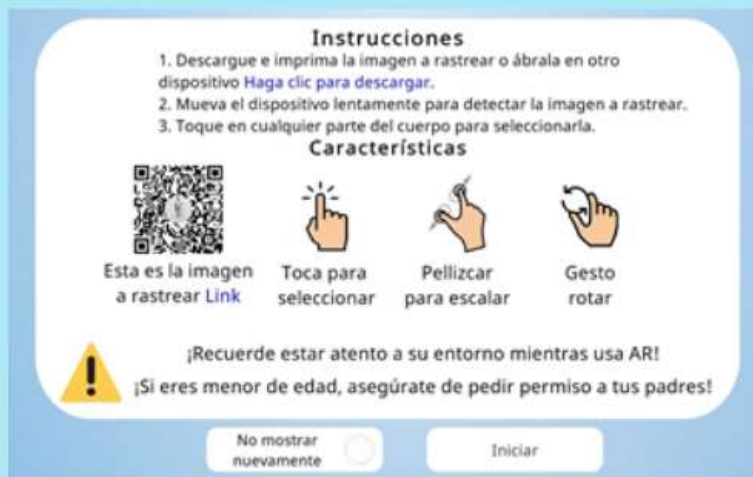 Instrucciones
1. Descargue e imprima la imagen a rastrear o ábrala en otro
dispositivo Haga clic para descargar.
2. Mueva el dispositivo lentamente para detectar la imagen a rastrear.
3. Toque en cualquier parte del cuerpo para seleccionarla.
Características
Esta es la imagen
a rastrear Link
Toca para
seleccionar
Pellizcar
para escalar
Gesto
rotar
¡Recuerde estar atento a su entorno mientras usa AR!
¡Si eres menor de edad, asegúrate de pedir permiso a tus padres!
No mostrar
nuevamente
Iniciar